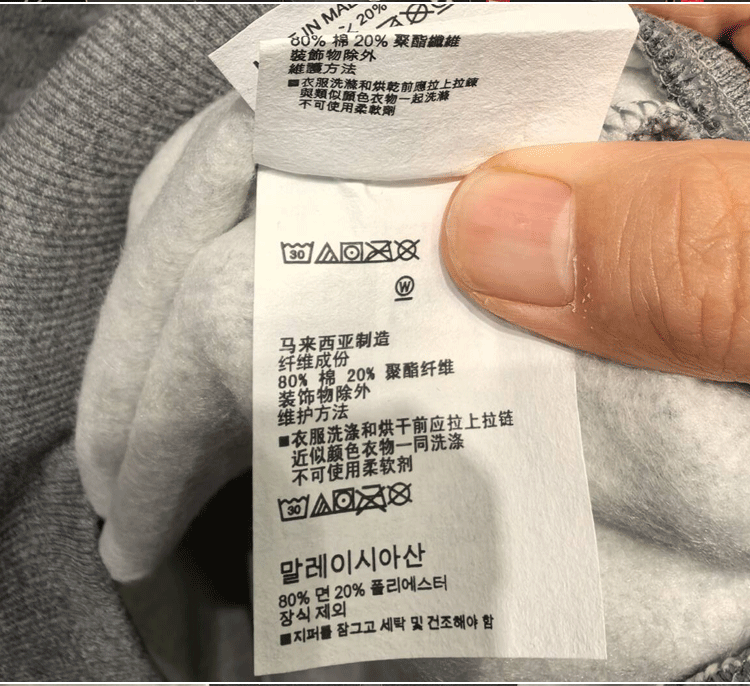 IN MAL
20%
80% 棉 20% 聚酯纖維
裝飾物除外
維護方法
■衣服洗滌和烘乾前應拉上拉鍊
與類似顏色衣物一起洗滌
不可使用柔軟劑
30
W
马来西亚制造
纤维成份
80% 棉 20% 聚酯纤维
装饰物除外
维护方法
■衣服洗涤和烘干前应拉上拉链
近似颜色衣物一同洗涤
不可使用柔软剂
30
말레이시아산
80% 면 20% 폴리에스터
장식 제외
■지퍼를 잠그고 세탁 및 건조해야 함